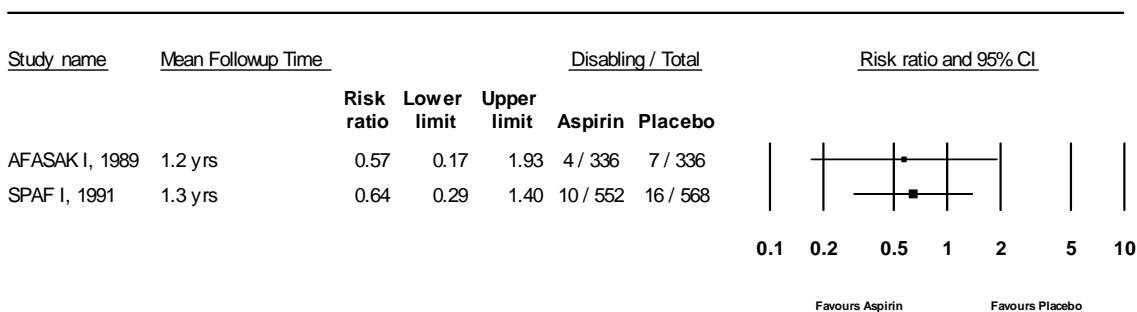 Study name Mean Followup Time Disabling / Total Risk ratio and 95% CI
Risk Lower Upper
ratio limit limit Aspirin Placebo
AFASAK I, 1989 1.2 yrs 0.57 0.17 1.93 4 / 336 7 / 336
SPAF I, 1991 1.3 yrs 0.64 0.29 1.40 10 / 552 16 / 568
0.1 0.2 0.5 1 2 5 10
Favours Aspirin Favours Placebo